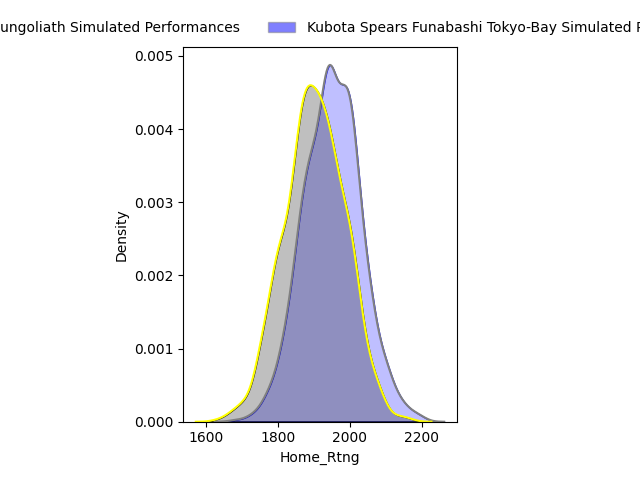 ungoliath Simulated Performances
Kubota Spears Funabashi Tokyo-Bay Simulated
0.005
0.004
0.003
0.002
0.001
0.000
Density
1600 1800 2000 2200
Home_Rtng